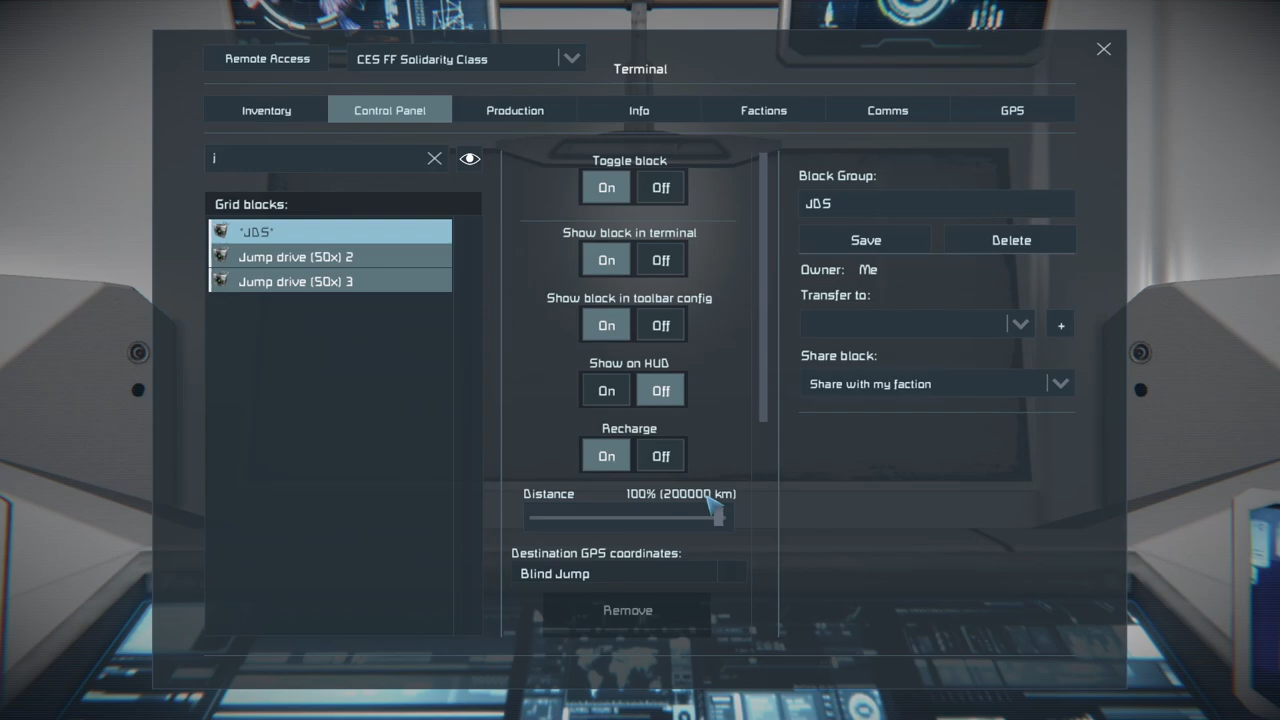 Remote Access
CES FF Solidarity Class
Terminal
Inventory
Control Panel
Production
Info
Factions
Comms
GPS
i
Grid blocks:
*JDS*
Jump drive (50x) 2
Jump drive (50x) 3
Toggle block
On Off
Show block in terminal
On Off
Show block in toolbar config
On Off
Show on HUD
On Off
Recharge
On Off
Distance 100% (200000 km)
Destination GPS coordinates:
Blind Jump
Remove
Block Group:
JDS
Save
Delete
Owner: Me
Transfer to:
+
Share block:
Share with my faction